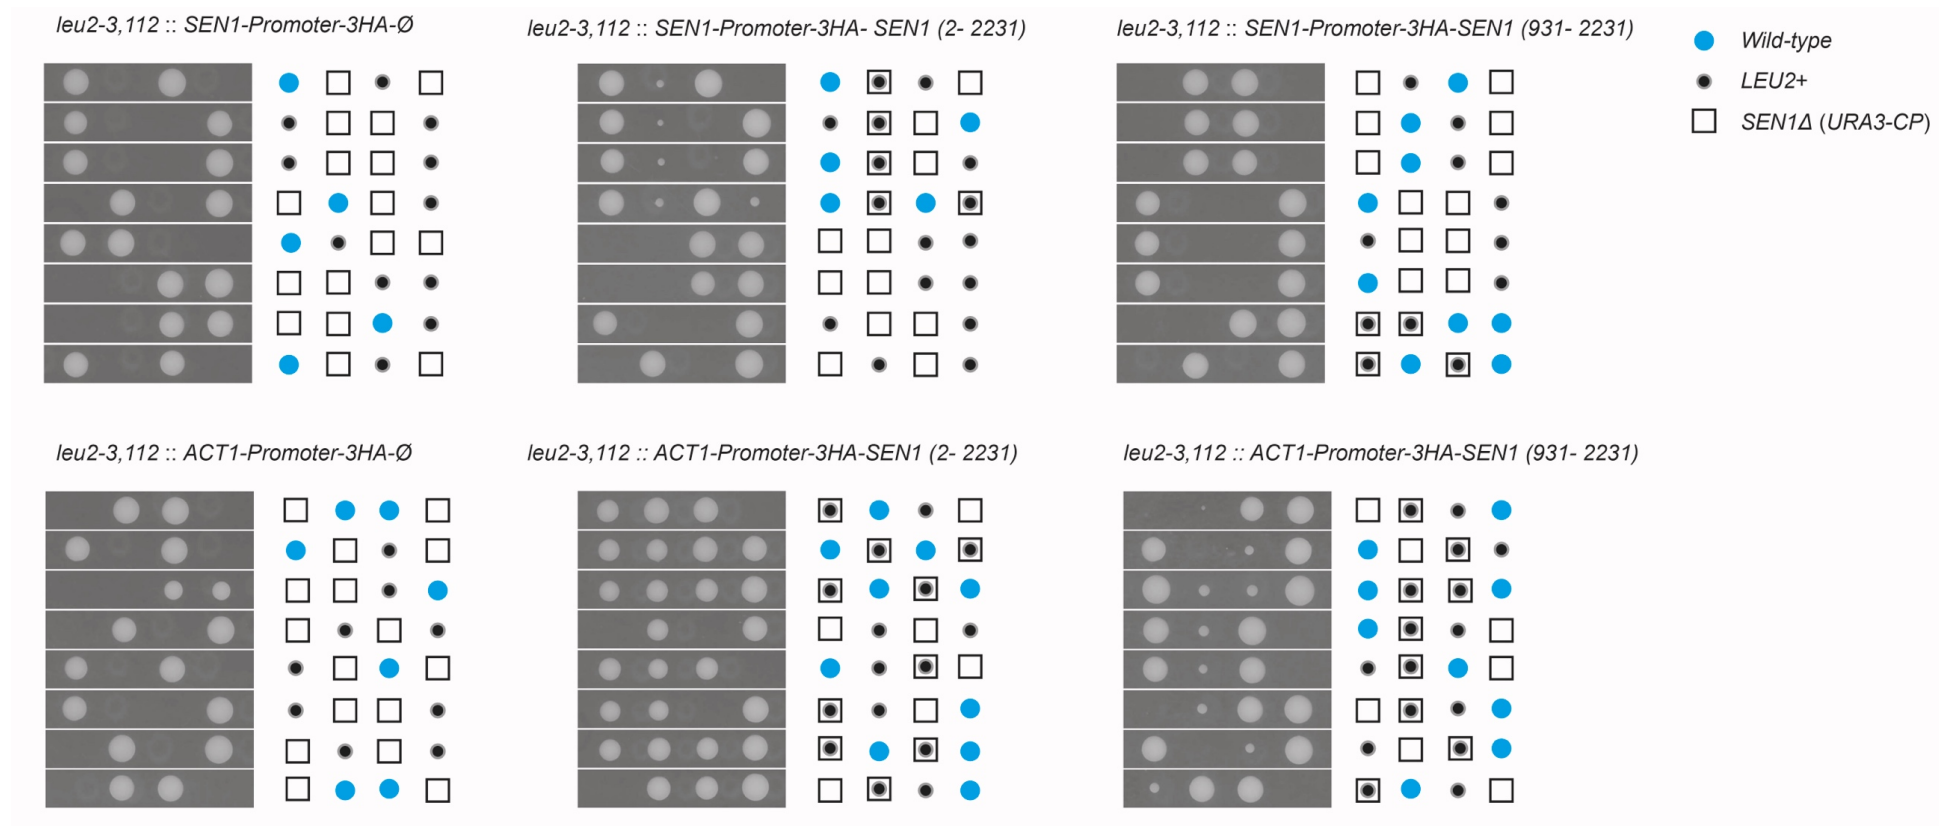 leu2-3,112 :: SEN1-Promoter-3HA-Ø
leu2-3,112 :: SEN1-Promoter-3HA- SEN1 (2- 2231)
leu2-3,112 :: SEN1-Promoter-3HA-SEN1 (931- 2231)
Wild-type
LEU2+
SEN1Δ (URA3-CP)
leu2-3,112 :: ACT1-Promoter-3HA-Ø
leu2-3,112 :: ACT1-Promoter-3HA-SEN1 (2- 2231)
leu2-3,112 :: ACT1-Promoter-3HA-SEN1 (931- 2231)